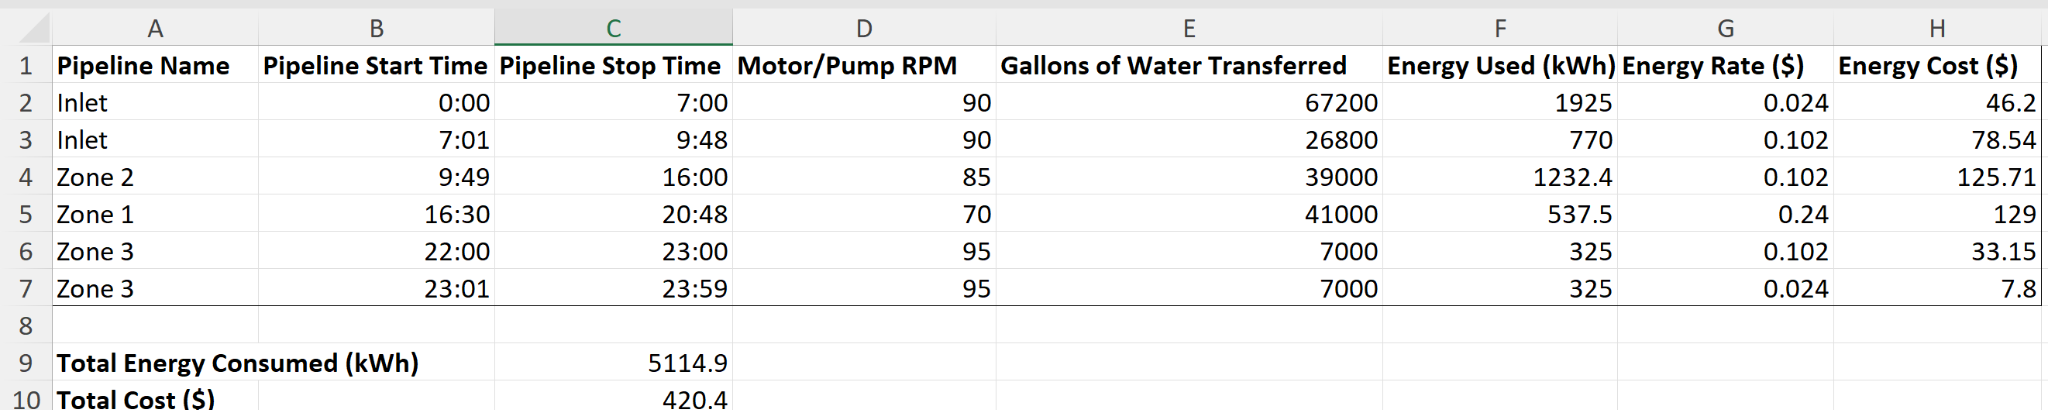 A B C D E F G H
1 Pipeline Name Pipeline Start Time Pipeline Stop Time Motor/Pump RPM Gallons of Water Transferred Energy Used (kWh) Energy Rate ($) Energy Cost ($)
2 Inlet 0:00 7:00 90 67200 1925 0.024 46.2
3 Inlet 7:01 9:48 90 26800 770 0.102 78.54
4 Zone 2 9:49 16:00 85 39000 1232.4 0.102 125.71
5 Zone 1 16:30 20:48 70 41000 537.5 0.24 129
6 Zone 3 22:00 23:00 95 7000 325 0.102 33.15
7 Zone 3 23:01 23:59 95 7000 325 0.024 7.8
8
9 Total Energy Consumed (kWh) 5114.9
10 Total Cost ($) 420.4